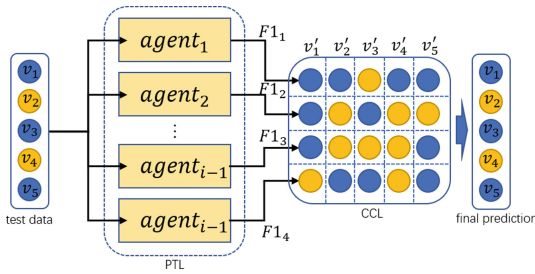 v₁
v₂
v₃
v₄
v₅
test data
agent₁
agent₂
⋮
agentᵢ₋₁
agentᵢ₋₁
PTL
F1₁
F1₂
F1₃
F1₄
v′₁ v′₂ v′₃ v′₄ v′₅
CCL
v₁
v₂
v₃
v₄
v₅
final prediction